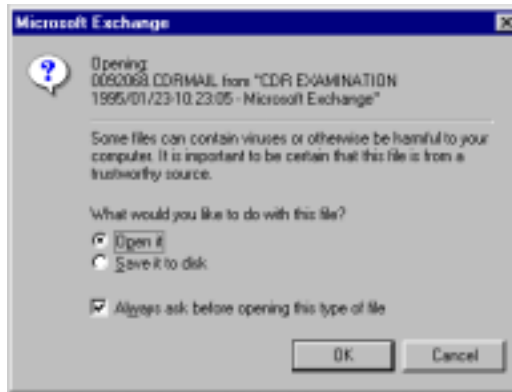 Microsoft Exchange
Opening:
0092068.CDRMAIL from "CDR EXAMINATION
1995/01/23-10:23:05 - Microsoft Exchange"
Some files can contain viruses or otherwise be harmful to your
computer. It is important to be certain that this file is from a
trustworthy source.
What would you like to do with this file?
Open it
Save it to disk
Always ask before opening this type of file
OK
Cancel